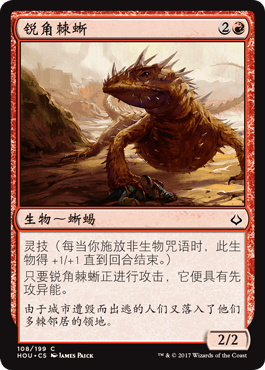 锐角棘蜥 2
生物～蜥蜴
灵技（每当你施放非生物咒语时，此生
物得 +1/+1 直到回合结束。）
只要锐角棘蜥正进行攻击，它便具有先
攻异能。
由于城市遭毁而出逃的人们又落入了他们
多棘邻居的领地。
2/2
108/199 C
HOU • CS JAMES PAICK
™ & © 2017 Wizards of the Coast